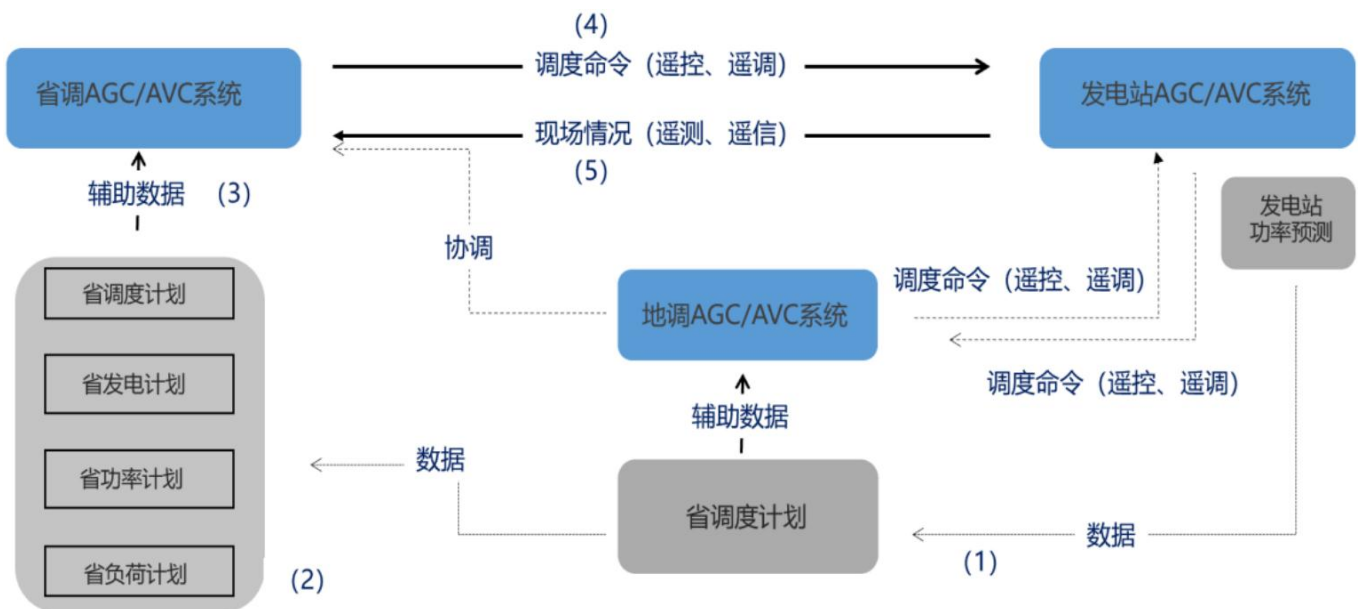 (4)
省调AGC/AVC系统
调度命令（遥控、遥调）
发电站AGC/AVC系统
现场情况（遥测、遥信）
(5)
辅助数据
(3)
发电站
功率预测
协调
省调度计划
调度命令（遥控、遥调）
地调AGC/AVC系统
省发电计划
调度命令（遥控、遥调）
辅助数据
数据
省功率计划
省调度计划
数据
(1)
省负荷计划
(2)